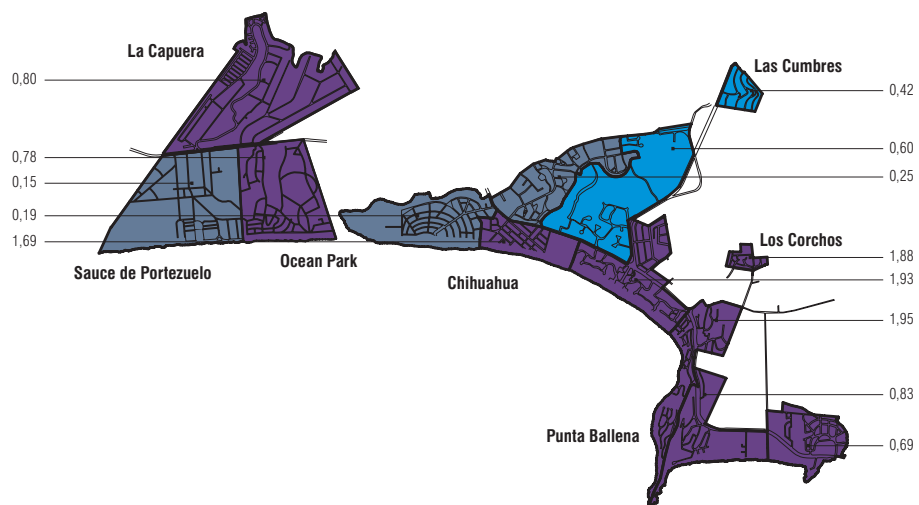 La Capuera
Las Cumbres
0,80
0,42
0,60
0,78
0,25
0,15
0,19
1,69
Sauce de Portezuelo
Ocean Park
Chihuahua
Los Corchos
1,88
1,93
1,95
0,83
Punta Ballena
0,69